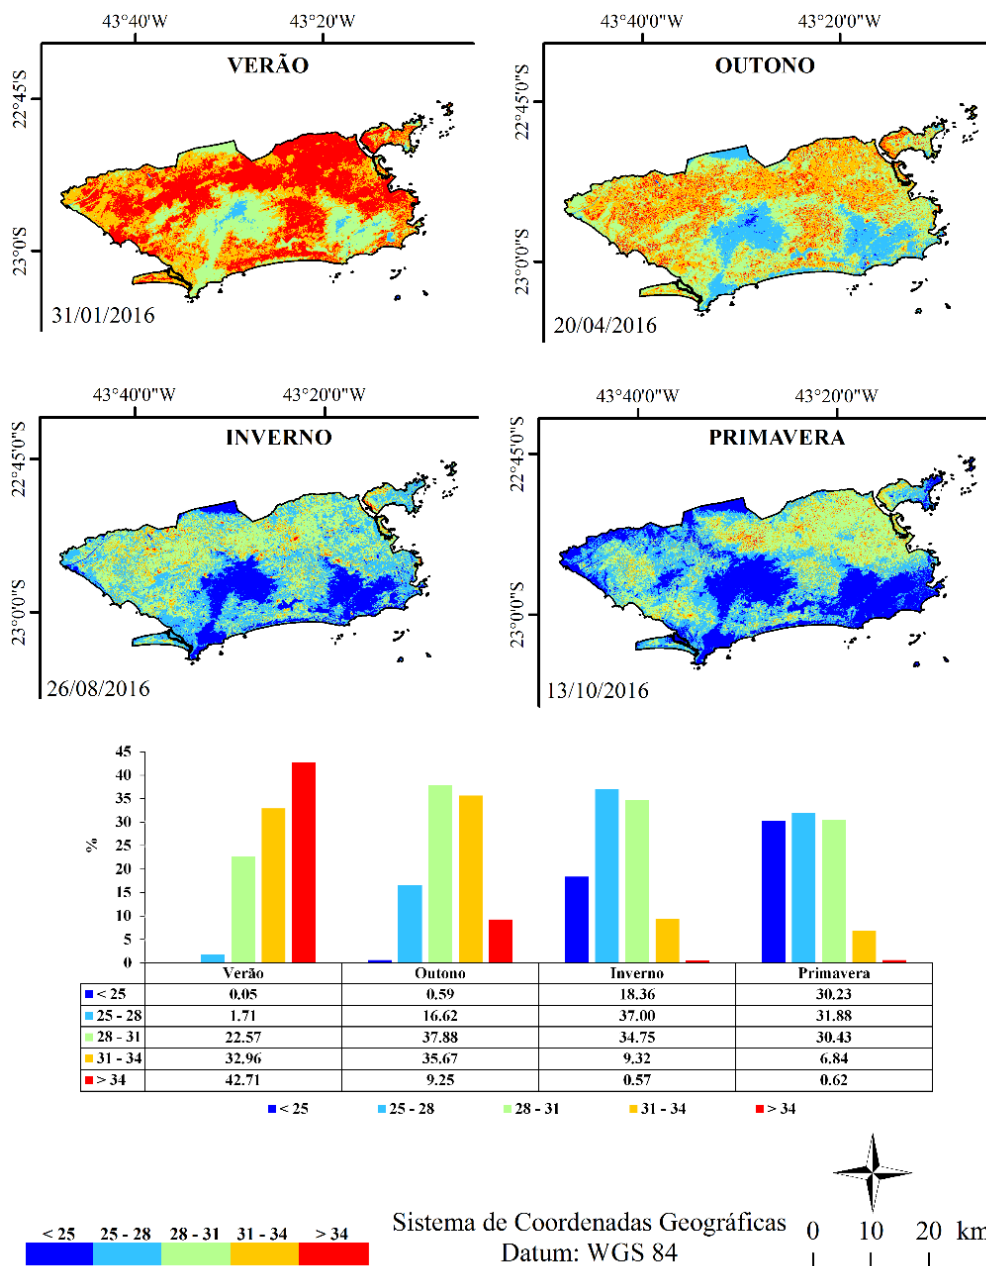 43°40'0"W 43°20'0"W
VERÃO
22°45'S
23°0'S
31/01/2016
43°40'0"W 43°20'0"W
OUTONO
22°45'0"S
23°0'0"S
20/04/2016
43°40'0"W 43°20'0"W
INVERNO
22°45'0"S
23°0'0"S
26/08/2016
43°40'0"W 43°20'0"W
PRIMAVERA
22°45'0"S
23°0'0"S
13/10/2016
45
40
35
30
25
20
15
10
5
0
%
Verão Outono Inverno Primavera
< 25 0.05 0.59 18.36 30.23
25 - 28 1.71 16.62 37.00 31.88
28 - 31 22.57 37.88 34.75 30.43
31 - 34 32.96 35.67 9.32 6.84
> 34 42.71 9.25 0.57 0.62
< 25 25 - 28 28 - 31 31 - 34 > 34
< 25 25 - 28 28 - 31 31 - 34 > 34
Sistema de Coordenadas Geográficas
Datum: WGS 84
0 10 20 km